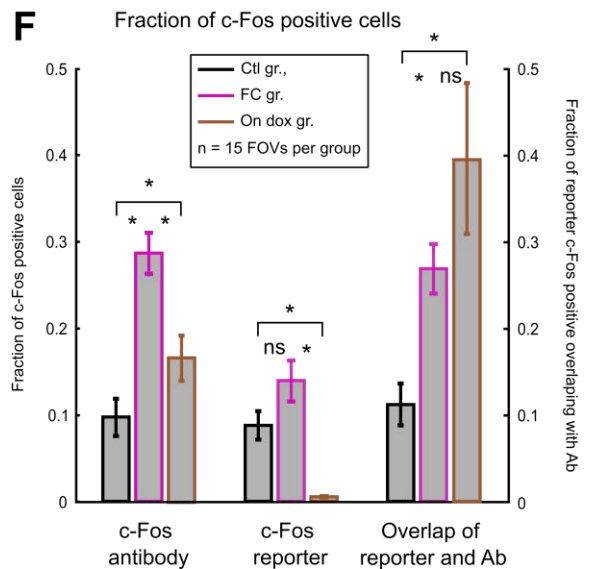 F
Fraction of c-Fos positive cells
Ctl gr.,
FC gr.
On dox gr.
n = 15 FOVs per group
Fraction of c-Fos positive cells
0.5
0.4
0.3
0.2
0.1
0
* * *
* ns *
* * ns
0.5
0.4
0.3
0.2
0.1
0
Fraction of reporter c-Fos positive overlapping with Ab
c-Fos
antibody
c-Fos
reporter
Overlap of
reporter and Ab